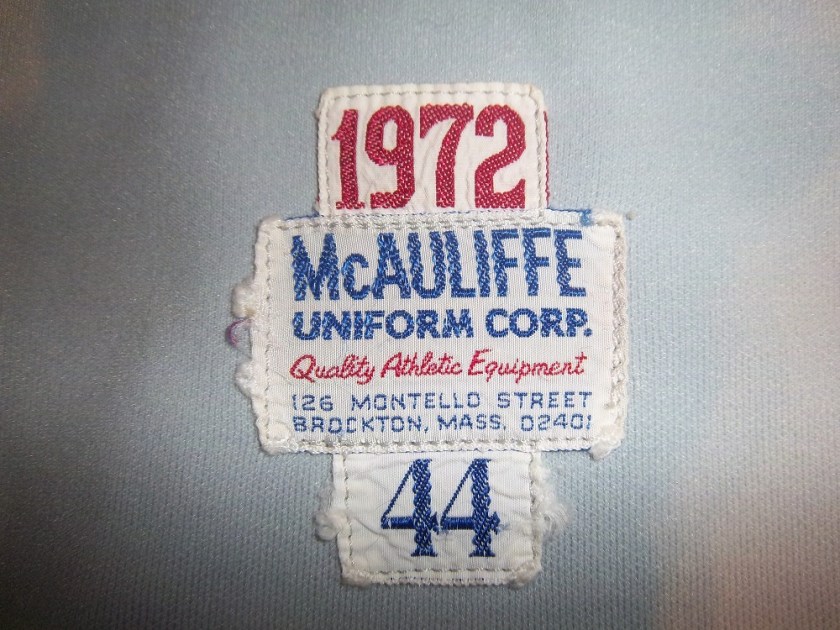 1972
McAULIFFE
UNIFORM CORP.
Quality Athletic Equipment
126 MONTELLO STREET
BROCKTON, MASS. 02401
44